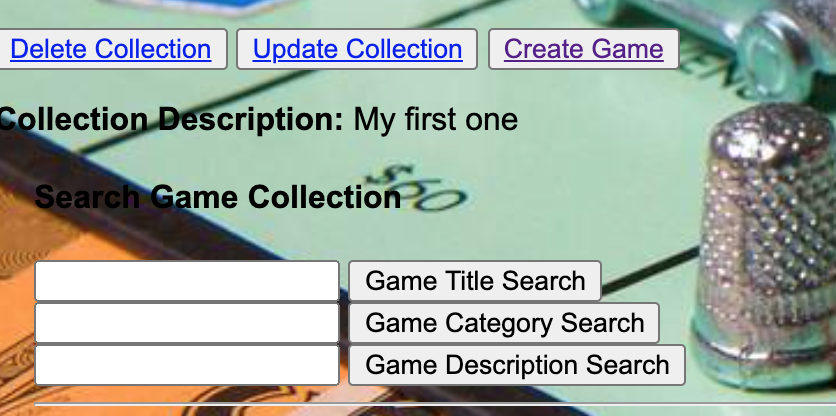 Delete Collection Update Collection Create Game
Collection Description: My first one
$60
Search Game Collection
Game Title Search
Game Category Search
Game Description Search